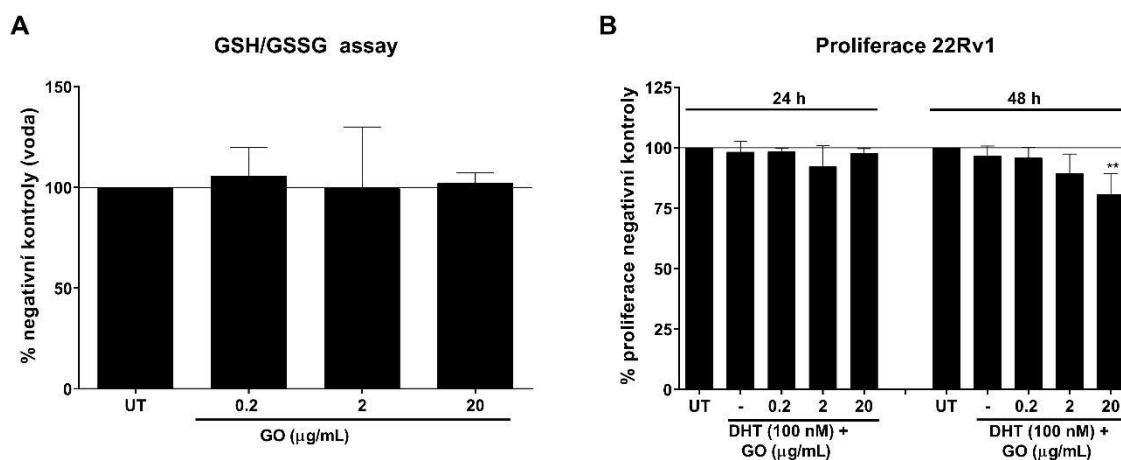 A
GSH/GSSG assay
% negativní kontroly (voda)
150
100
50
0
UT
0.2
2
20
GO (µg/mL)
B
Proliferace 22Rv1
% proliferace negativní kontroly
125
100
75
50
25
0
24 h
48 h
**
UT - 0.2 2 20
UT - 0.2 2 20
DHT (100 nM) +
GO (µg/mL)
DHT (100 nM) +
GO (µg/mL)